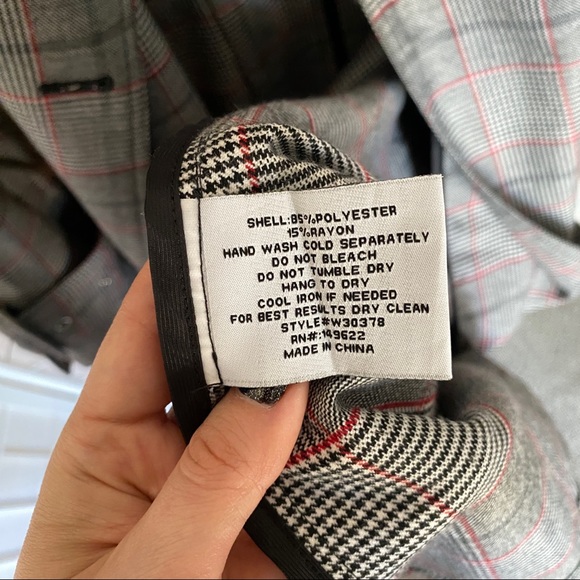 SHELL:85%POLYESTER
15%RAYON
HAND WASH COLD SEPARATELY
DO NOT BLEACH
DO NOT TUMBLE DRY
HANG TO DRY
COOL IRON IF NEEDED
FOR BEST RESULTS DRY CLEAN
STYLE#W30378
RN#:149622
MADE IN CHINA